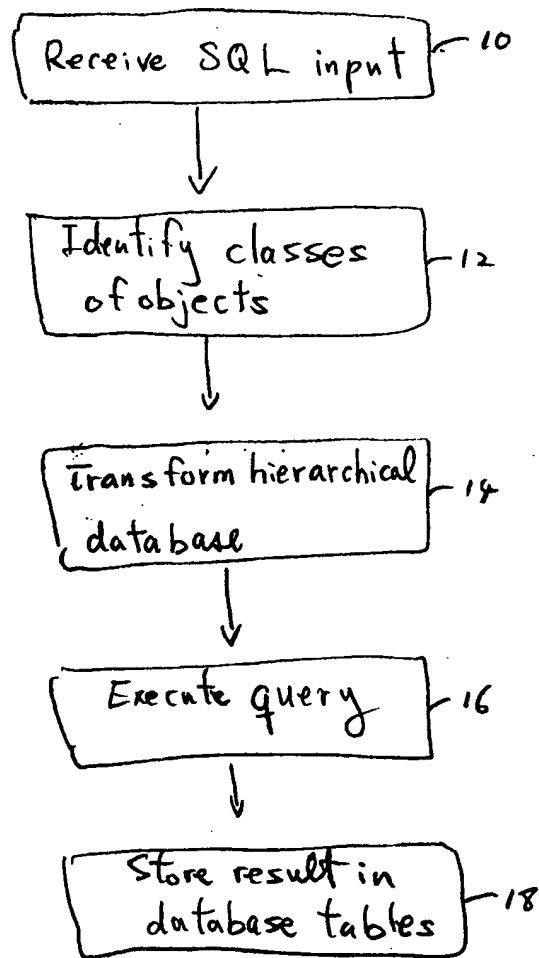 Receive SQL input
10
Identify classes
of objects
12
Transform hierarchical
database
14
Execute query
16
Store result in
database tables
18